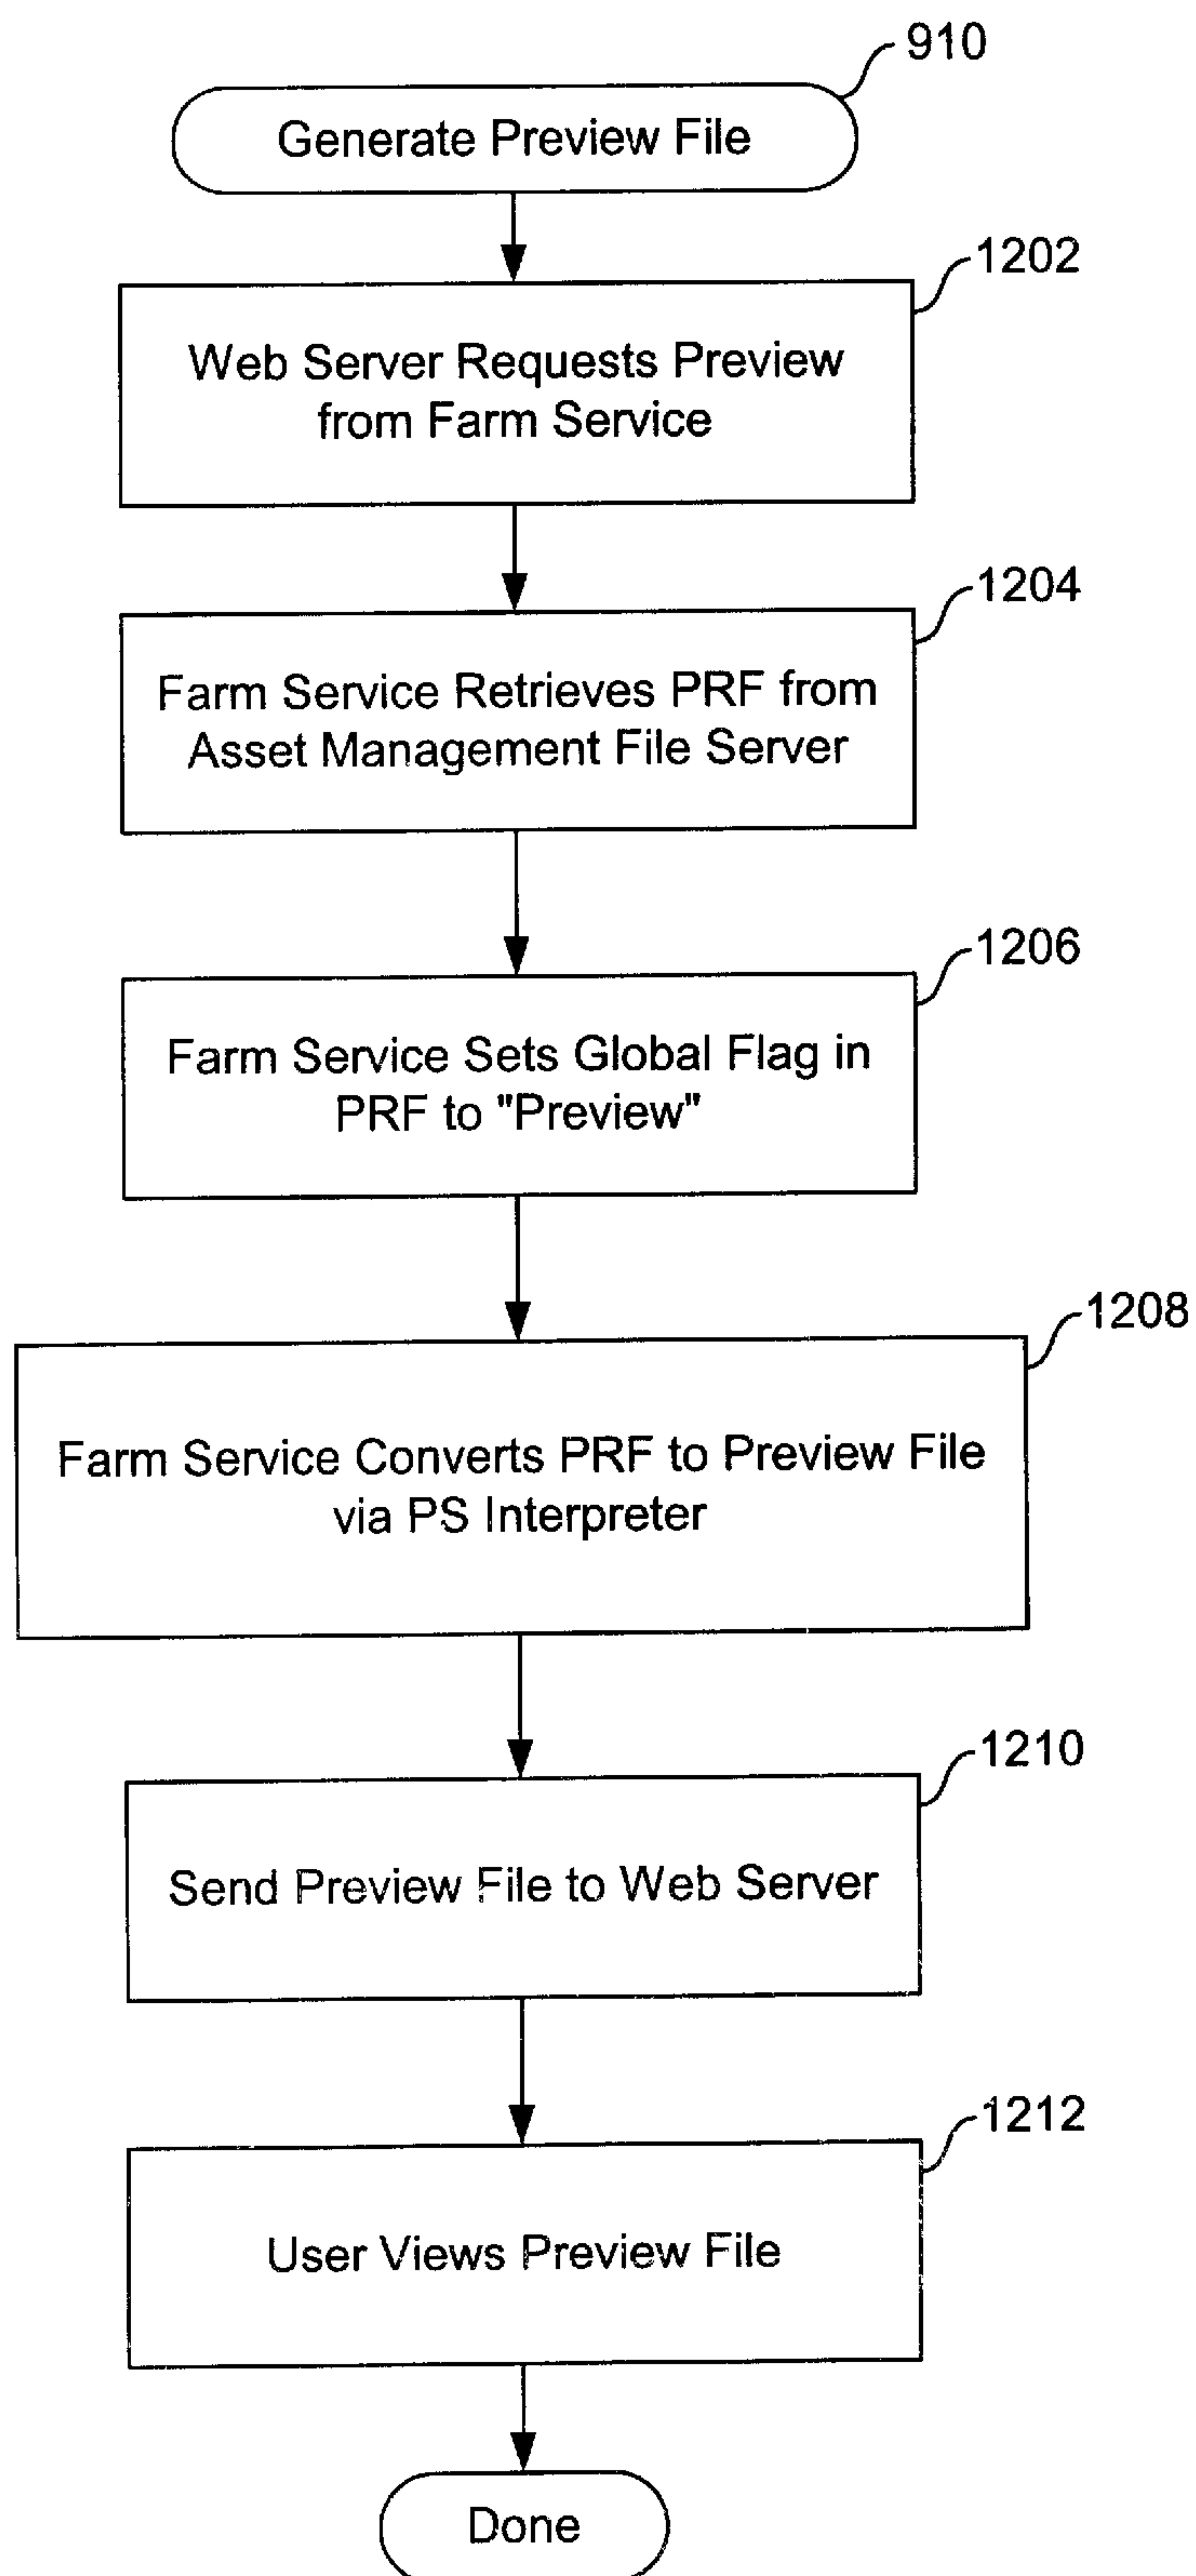 910
Generate Preview File
1202
Web Server Requests Preview
from Farm Service
1204
Farm Service Retrieves PRF from
Asset Management File Server
1206
Farm Service Sets Global Flag in
PRF to "Preview"
1208
Farm Service Converts PRF to Preview File
via PS Interpreter
1210
Send Preview File to Web Server
1212
User Views Preview File
Done